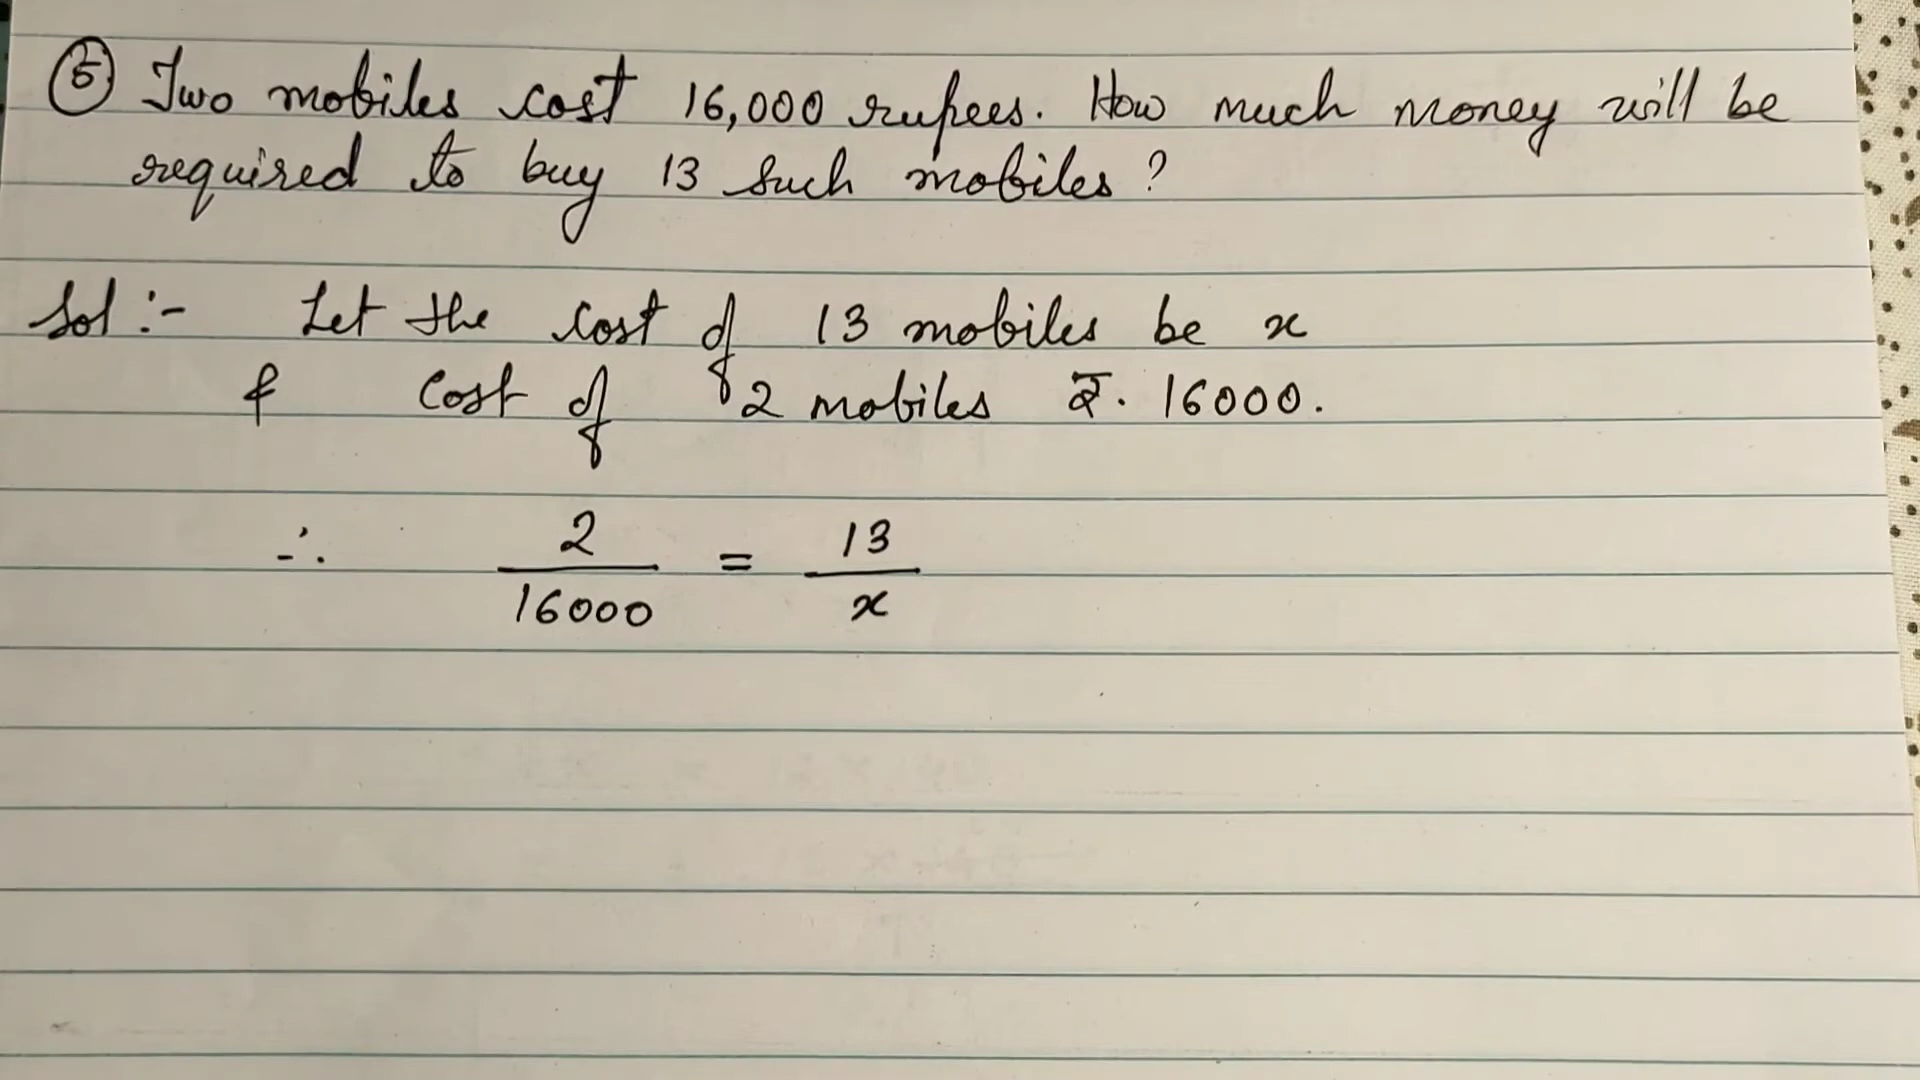 ⑤ Two mobiles cost 16,000 rupees. How much money will be
required to buy 13 such mobiles?
Sol :- Let the cost of 13 mobiles be x
& Cost of 2 mobiles ₹. 16000.
∴ 2/16000 = 13/x